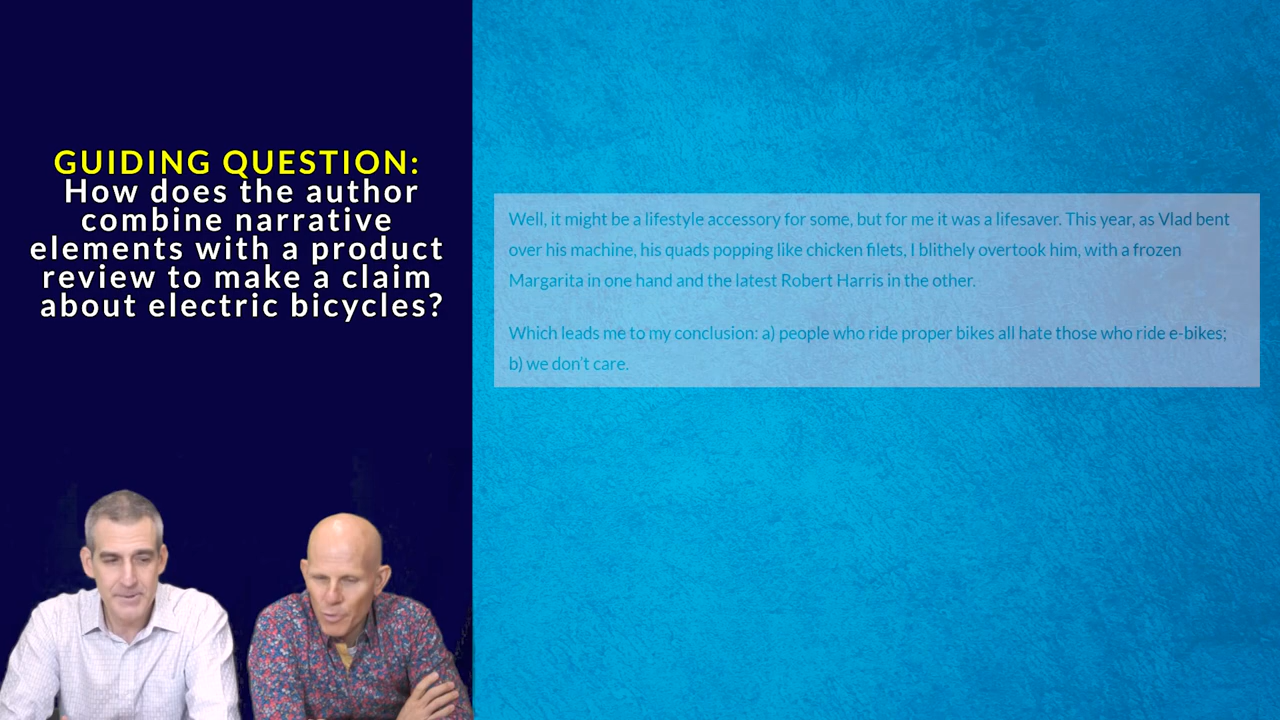 GUIDING QUESTION:
How does the author
combine narrative
elements with a product
review to make a claim
about electric bicycles?
Well, it might be a lifestyle accessory for some, but for me it was a lifesaver. This year, as Vlad bent
over his machine, his quads popping like chicken filets, I blithely overtook him, with a frozen
Margarita in one hand and the latest Robert Harris in the other.
Which leads me to my conclusion: a) people who ride proper bikes all hate those who ride e-bikes;
b) we don't care.